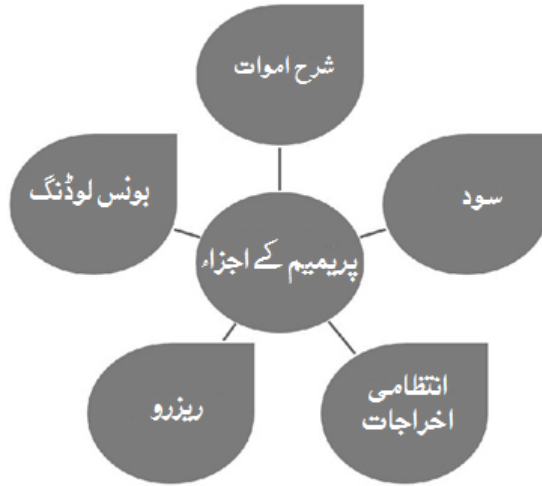 شرح اموات
سود
انتظامی
اخراجات
ریزرو
بونس لوڈنگ
پریمیم کے اجزاء